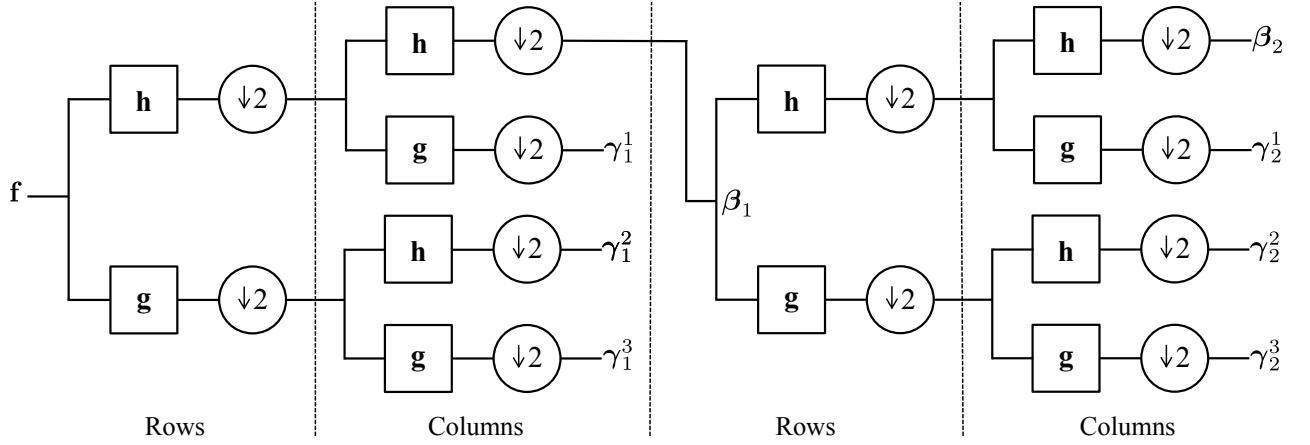 h ↓2 h ↓2 β₂
h ↓2 h ↓2
g ↓2 γ₁¹ g ↓2 γ₂¹
f β₁
h ↓2 γ₁² h ↓2 γ₂²
g ↓2 g ↓2
g ↓2 γ₁³ g ↓2 γ₂³
Rows Columns Rows Columns